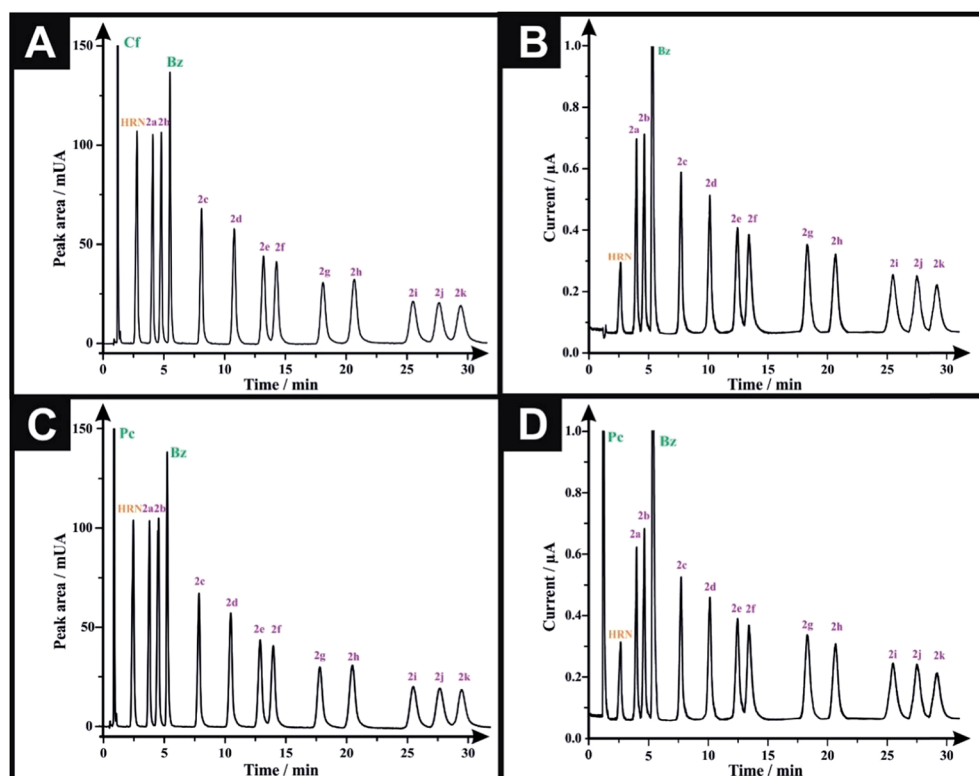 A
Peak area / mUA
150
100
50
0
Cf
HRN
2a
2b
Bz
2c
2d
2e
2f
2g
2h
2i
2j
2k
0
5
10
15
20
25
30
Time / min
B
Current / µA
1.0
0.8
0.6
0.4
0.2
0.0
HRN
2a
2b
Bz
2c
2d
2e
2f
2g
2h
2i
2j
2k
0
5
10
15
20
25
30
Time / min
C
Peak area / mUA
150
100
50
0
Pc
HRN
2a
2b
Bz
2c
2d
2e
2f
2g
2h
2i
2j
2k
0
5
10
15
20
25
30
Time / min
D
Current / µA
1.0
0.8
0.6
0.4
0.2
0.0
Pc
HRN
2a
2b
Bz
2c
2d
2e
2f
2g
2h
2i
2j
2k
0
5
10
15
20
25
30
Time / min